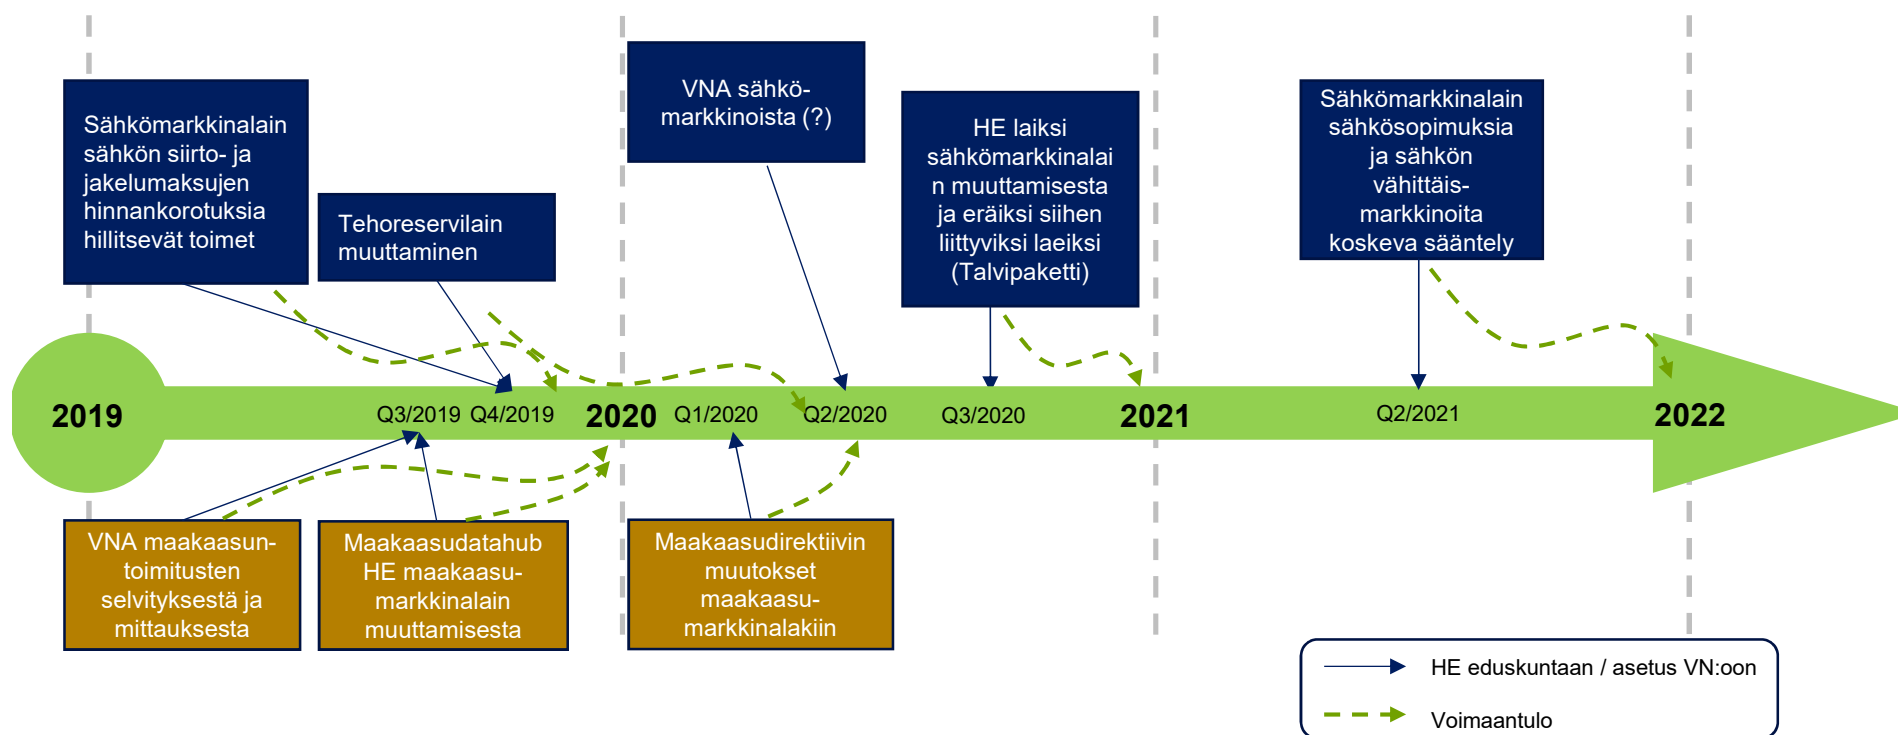 Sähkömarkkinalain
sähkön siirto- ja
jakelumaksujen
hinnankorotuksia
hillitsevät toimet
Tehoreservilain
muuttaminen
VNA sähkö-
markkinoista (?)
HE laiksi
sähkömarkkinalai
n muuttamisesta
ja eräiksi siihen
liittyviksi laeiksi
(Talvipaketti)
Sähkömarkkinalain
sähkösopimuksia
ja sähkön
vähittäis-
markkinoita
koskeva sääntely
2019
Q3/2019
Q4/2019
2020
Q1/2020
Q2/2020
Q3/2020
2021
Q2/2021
2022
VNA maakaasun-
toimitusten
selvityksestä ja
mittauksesta
Maakaasudatahub
HE maakaasu-
markkinalain
muuttamisesta
Maakaasudirektiivin
muutokset
maakaasu-
markkinalakiin
HE eduskuntaan / asetus VN:oon
Voimaantulo